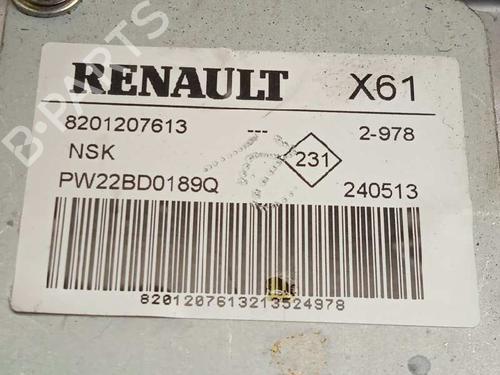 RENAULT X61
8201207613 --- 2-978
NSK 231
PW22BD0189Q 240513
8201207613213524978
B-PARTS